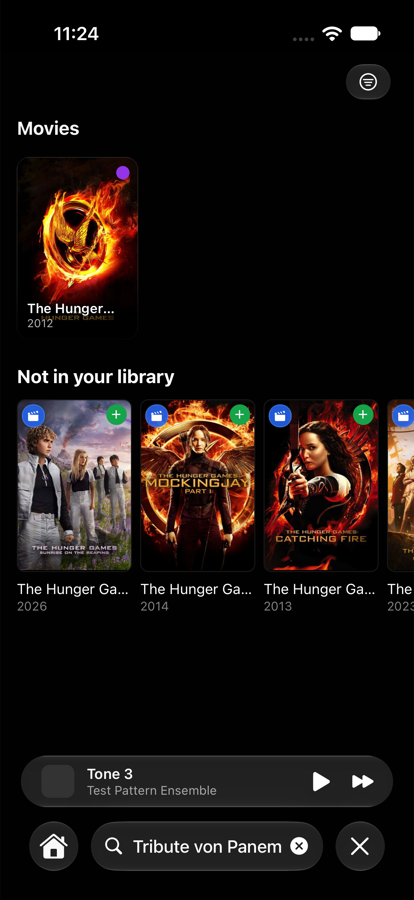 11:24
Movies
The Hunger...
HUNGER GAMES
2012
Not in your library
THE HUNGER GAMES
SUNRISE ON THE REAPING
THE HUNGER GAMES
MOCKINGJAY
PART 1
THE HUNGER GAMES
CATCHING FIRE
The Hunger Ga...
2026
The Hunger Ga...
2014
The Hunger Ga...
2013
The
2023
Tone 3
Test Pattern Ensemble
Tribute von Panem